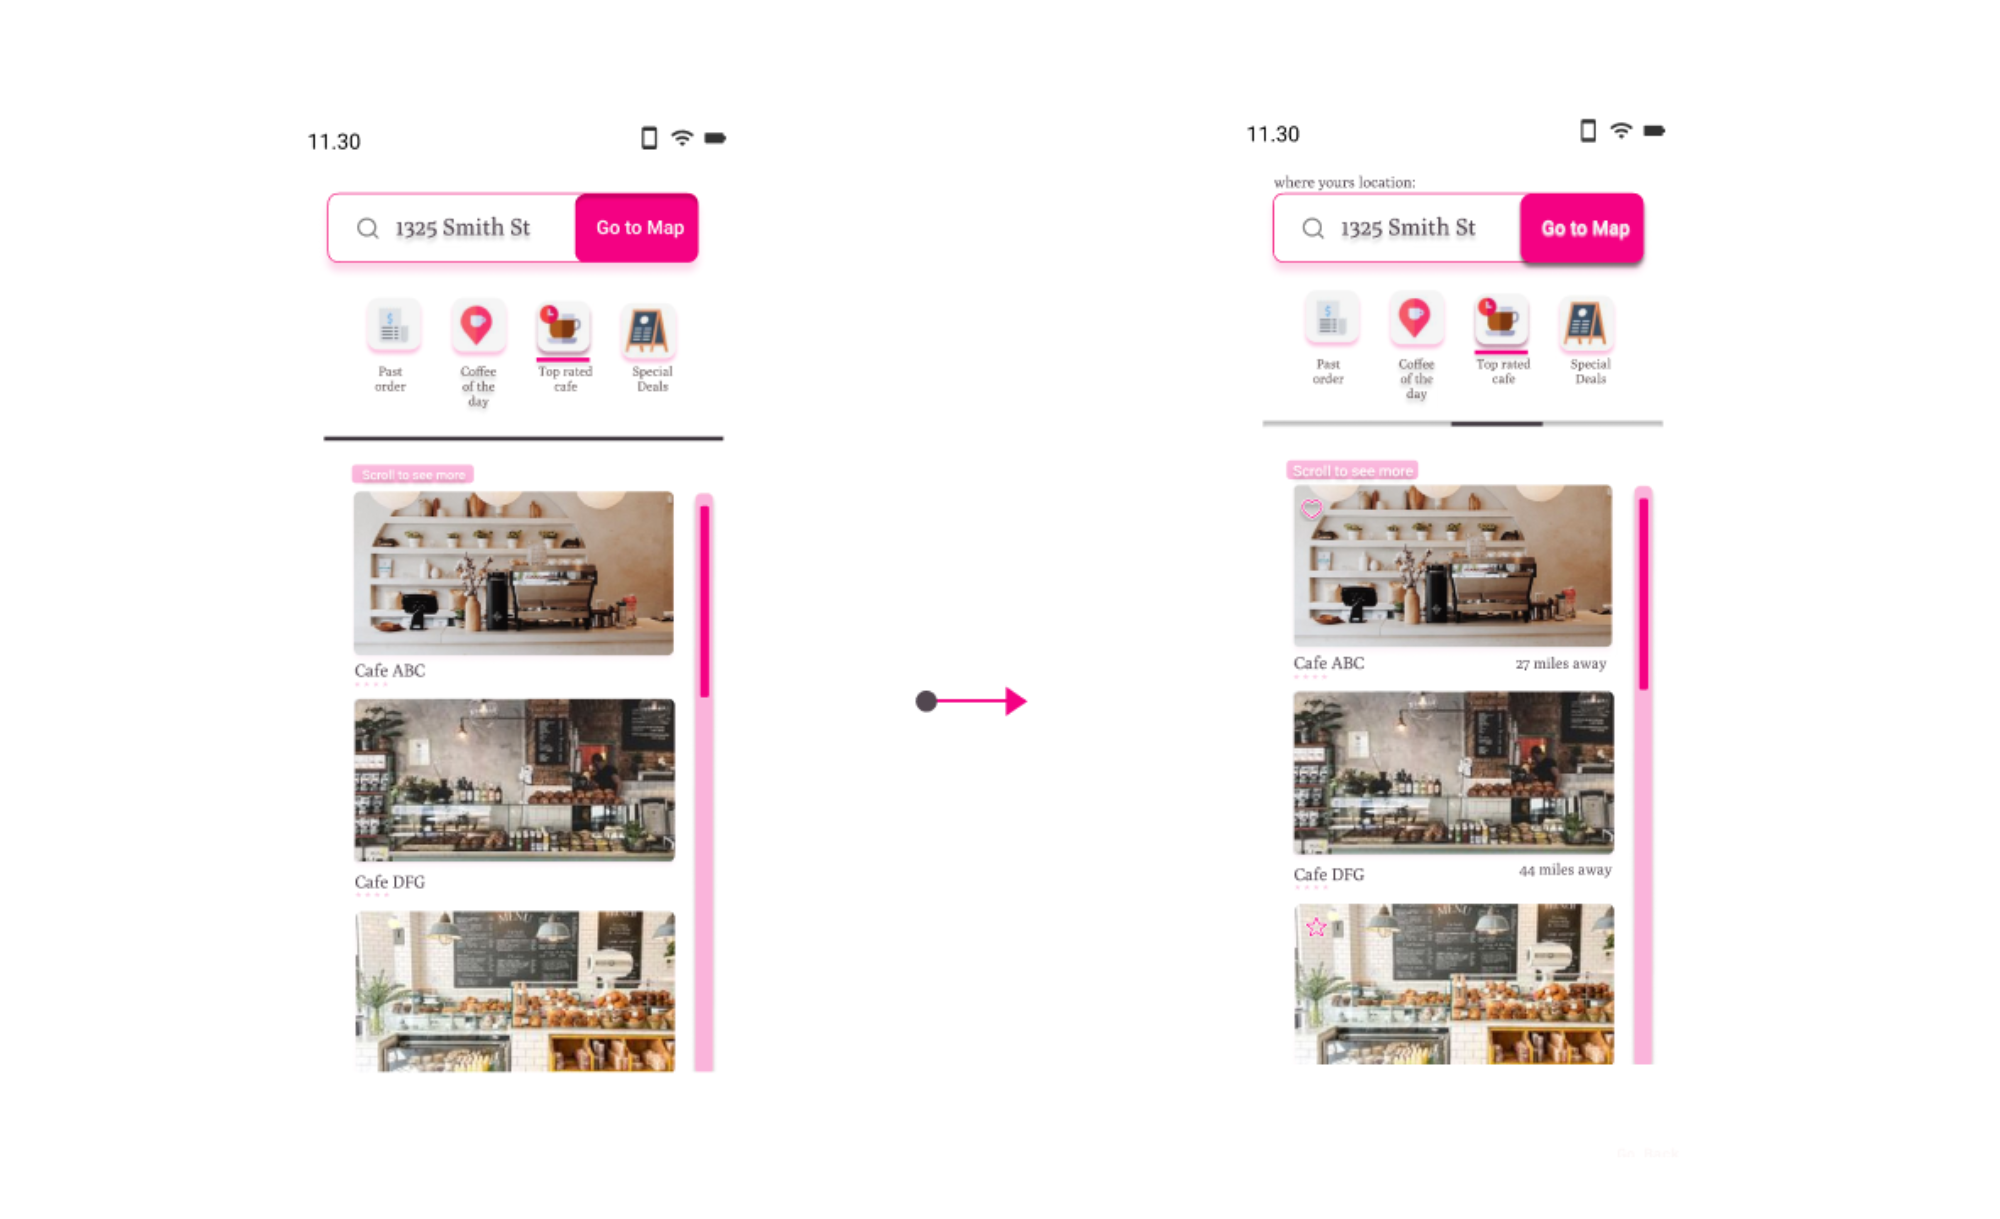 11.30
1325 Smith St
Go to Map
Past
order
Coffee
of the
day
Top rated
cafe
Special
Deals
Scroll to see more
Cafe ABC
Cafe DFG
MENU
11.30
where yours location:
1325 Smith St
Go to Map
Past
order
Coffee
of the
day
Top rated
cafe
Special
Deals
Scroll to see more
Cafe ABC
27 miles away
Cafe DFG
44 miles away
MENU